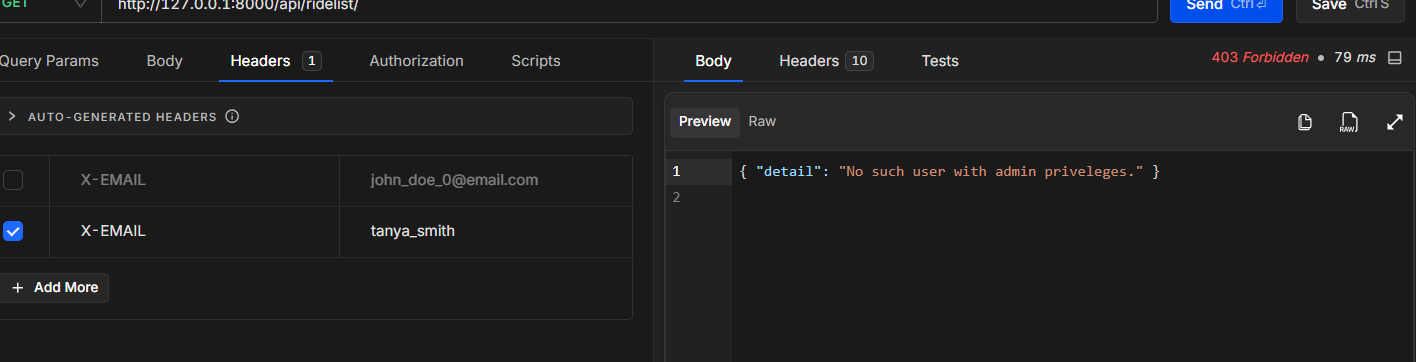 GET http://127.0.0.1:8000/api/ridelist/ Send Ctrl⏎ Save Ctrl S
Query Params Body Headers 1 Authorization Scripts
AUTO-GENERATED HEADERS
X-EMAIL john_doe_0@email.com
X-EMAIL tanya_smith
+ Add More
Body Headers 10 Tests 403 Forbidden • 79 ms
Preview Raw RAW
1 { "detail": "No such user with admin priveleges." }
2